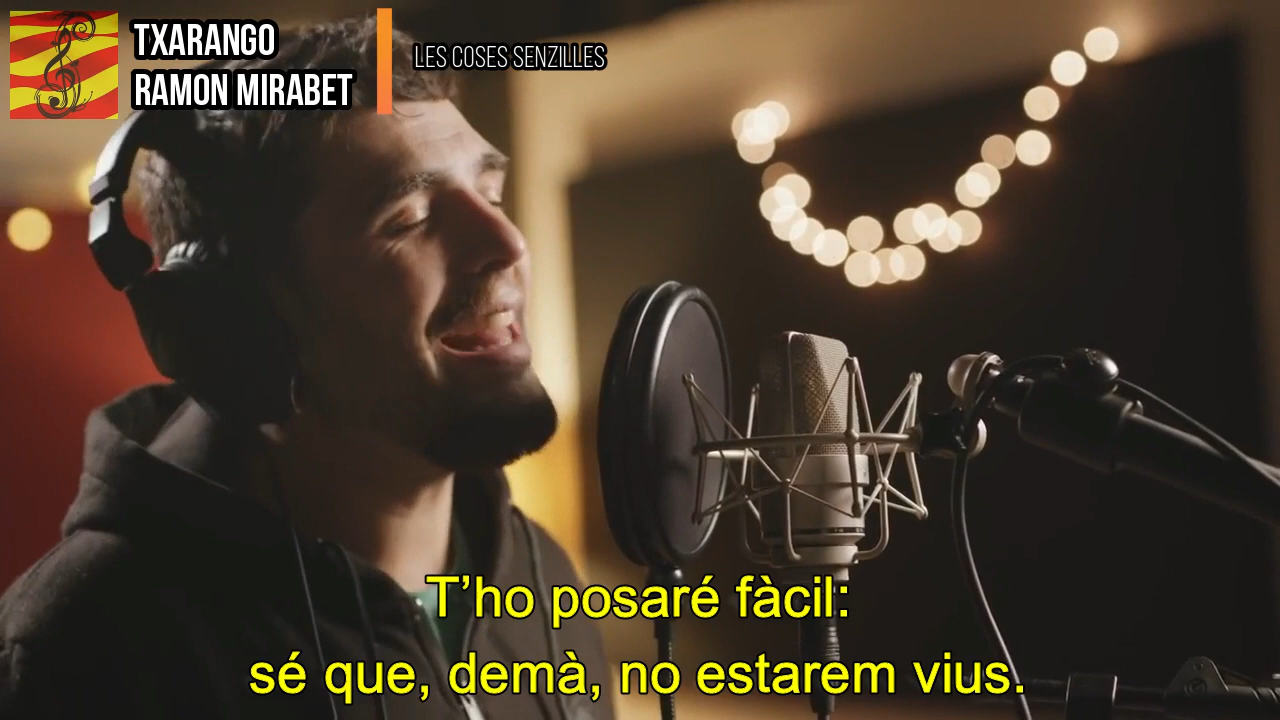 TXARANGO
RAMON MIRABET
LES COSES SENZILLES
T’ho posaré fàcil:
sé que, demà, no estarem vius.